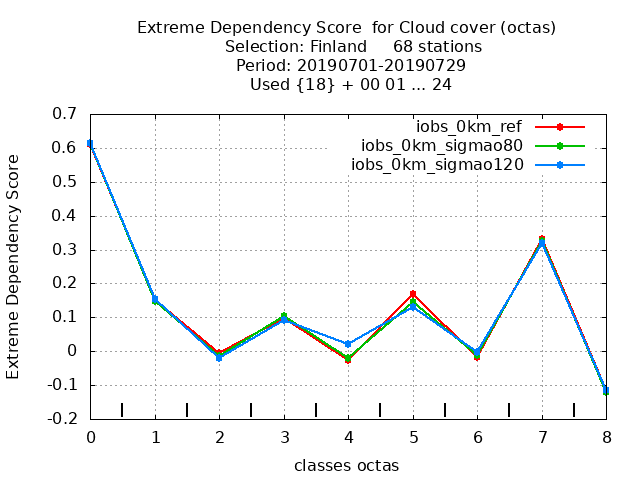 Extreme Dependency Score  for Cloud cover (octas)
Selection: Finland     68 stations
Period: 20190701-20190729
Used {18} + 00 01 ... 24
iobs_0km_ref
iobs_0km_sigmao80
iobs_0km_sigmao120
Extreme Dependency Score
0.7
0.6
0.5
0.4
0.3
0.2
0.1
0
-0.1
-0.2
0 1 2 3 4 5 6 7 8
classes octas